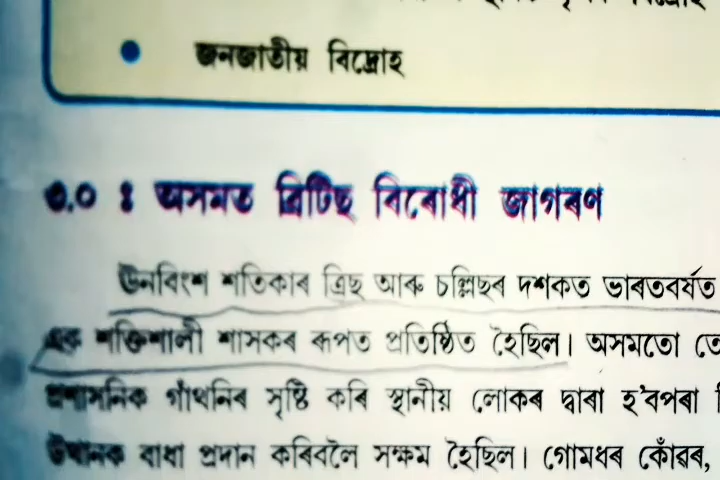 জনজাতীয় বিদ্ৰোহ
৩.০ ঃ অসমত ব্ৰিটিছ বিৰোধী জাগৰণ
ঊনবিংশ শতিকাৰ ত্ৰিছ আৰু চল্লিছৰ দশকত ভাৰতবৰ্ষত
এক শক্তিশালী শাসকৰ ৰূপত প্ৰতিষ্ঠিত হৈছিল। অসমতো
প্ৰশাসনিক গাঁথনিৰ সৃষ্টি কৰি স্থানীয় লোকৰ দ্বাৰা হ'বপৰা
উত্থানক বাধা প্ৰদান কৰিবলৈ সক্ষম হৈছিল। গোমধৰ কোঁৱৰ,